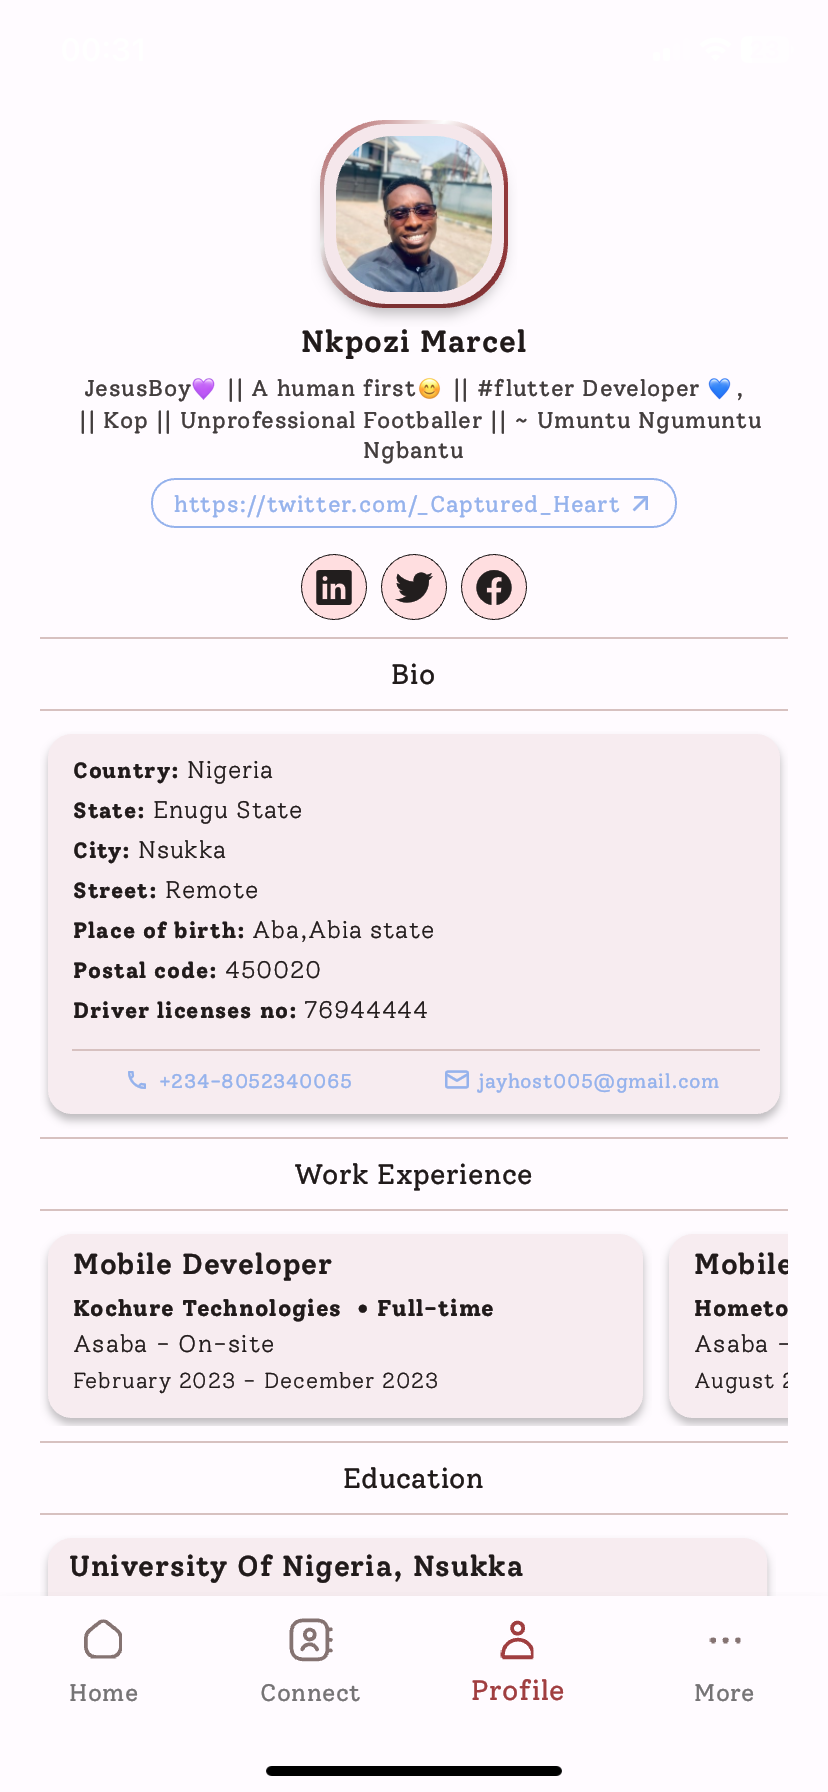 Nkpozi Marcel
JesusBoy💜 || A human first😊 || #flutter Developer 💙,
|| Kop || Unprofessional Footballer || ~ Umuntu Ngumuntu
Ngbantu
https://twitter.com/_Captured_Heart
Bio
Country: Nigeria
State: Enugu State
City: Nsukka
Street: Remote
Place of birth: Aba,Abia state
Postal code: 450020
Driver licenses no: 76944444
+234-8052340065 jayhost005@gmail.com
Work Experience
Mobile Developer
Kochure Technologies • Full-time
Asaba - On-site
February 2023 - December 2023
Mobile
Hometo
Asaba -
August 2
Education
University Of Nigeria, Nsukka
Home
Connect
Profile
More